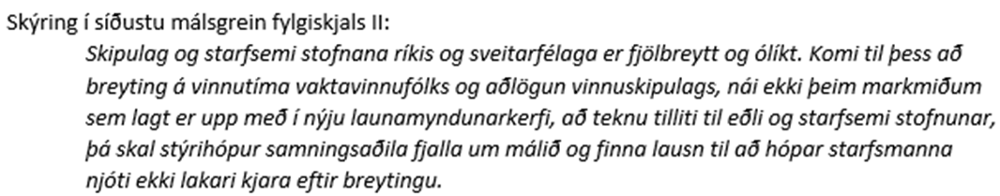 Skýring í síðustu málsgrein fylgiskjals II:
Skipulag og starfsemi stofnana ríkis og sveitarfélaga er fjölbreytt og ólíkt. Komi til þess að
breyting á vinnutíma vaktavinnufólks og aðlögun vinnuskipulags, nái ekki þeim markmiðum
sem lagt er upp með í nýju launamyndunarkerfi, að teknu tilliti til eðli og starfsemi stofnunar,
þá skal stýrihópur samningsaðila fjalla um málið og finna lausn til að hópar starfsmanna
njóti ekki lakari kjara eftir breytingu.